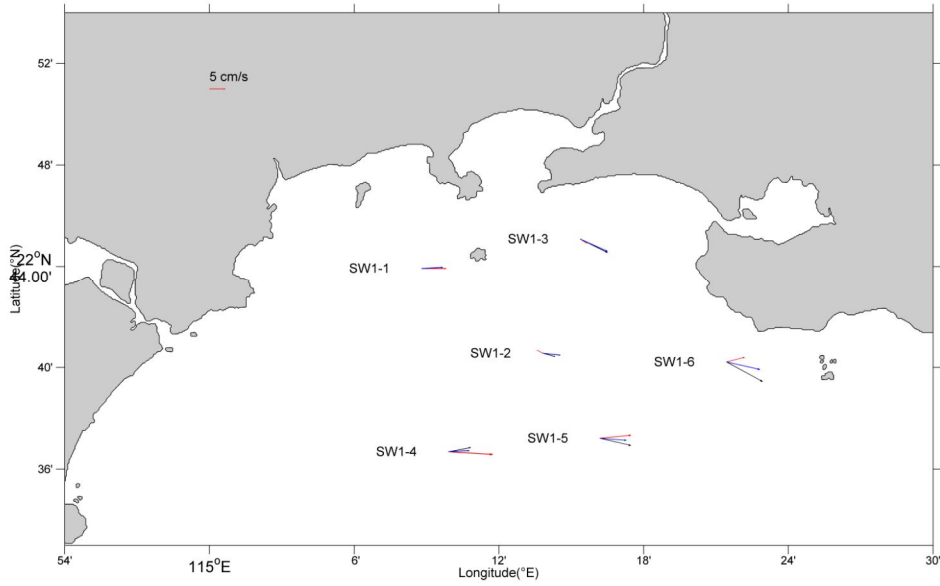 52'
5 cm/s
48'
SW1-3
22°N
44.00'
SW1-1
Latitude(°N)
SW1-2
SW1-6
40'
SW1-5
SW1-4
36'
54'
115°E
6'
12'
18'
24'
30'
Longitude(°E)